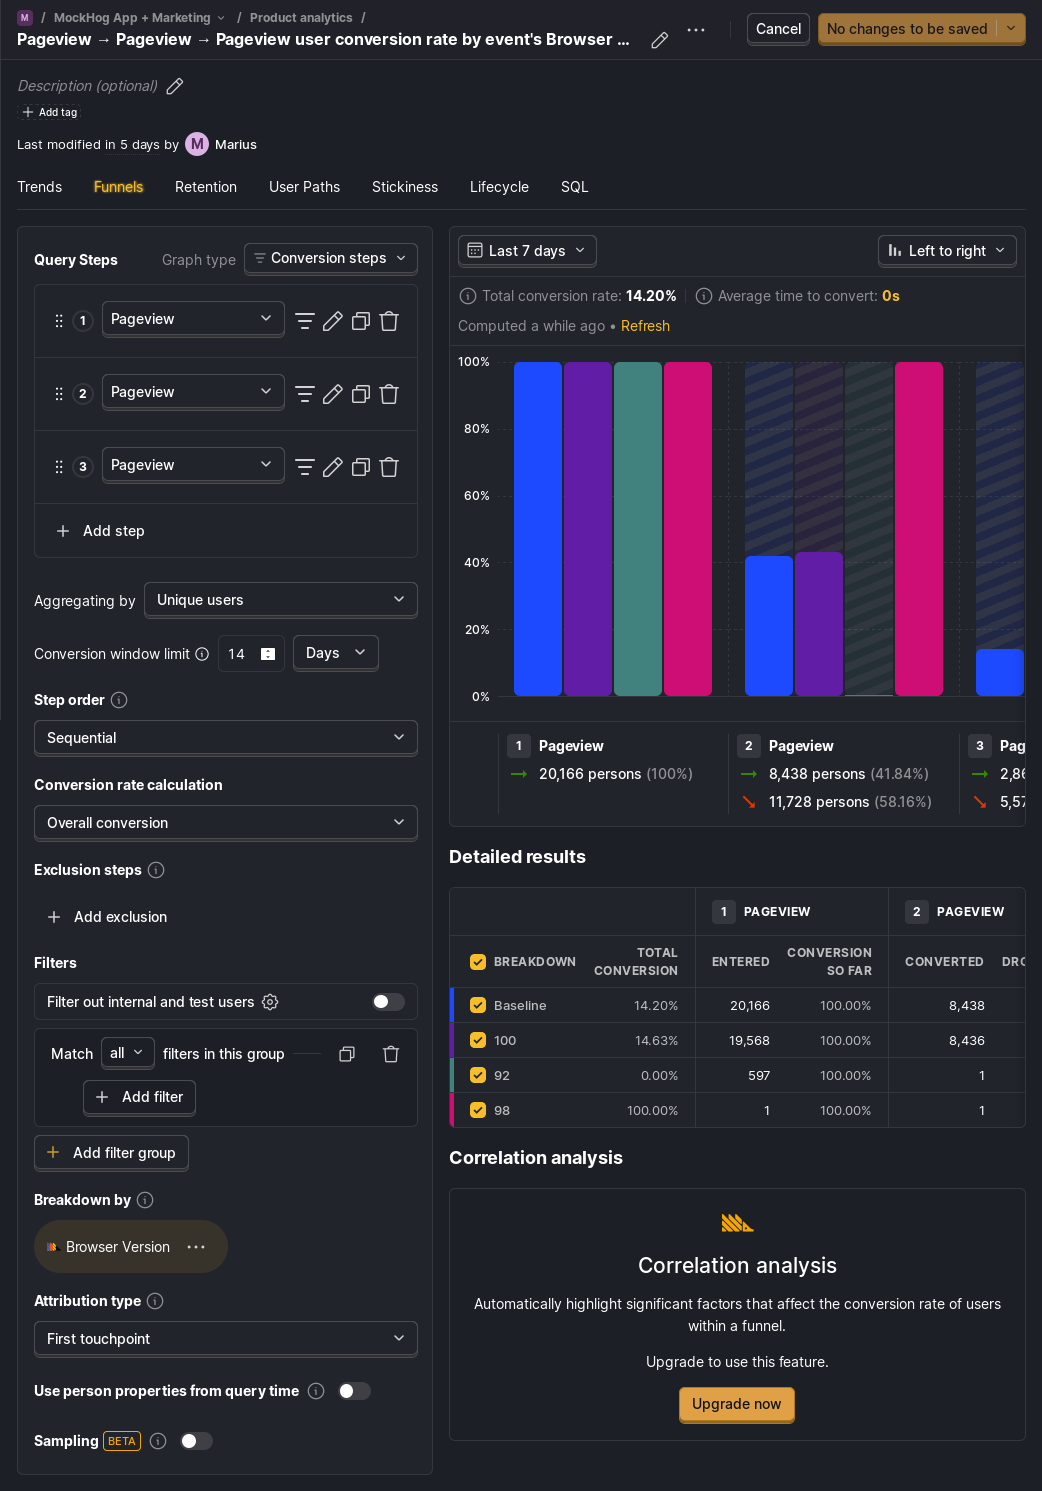 M / MockHog App + Marketing / Product analytics /
Pageview → Pageview → Pageview user conversion rate by event's Browser ...
Cancel
No changes to be saved
Description (optional)
Add tag
Last modified in 5 days by M Marius
Trends Funnels Retention User Paths Stickiness Lifecycle SQL
Query Steps Graph type Conversion steps
1 Pageview
2 Pageview
3 Pageview
Add step
Aggregating by Unique users
Conversion window limit 14 Days
Step order
Sequential
Conversion rate calculation
Overall conversion
Exclusion steps
Add exclusion
Filters
Filter out internal and test users
Match all filters in this group
Add filter
Add filter group
Breakdown by
Browser Version
Attribution type
First touchpoint
Use person properties from query time
Sampling BETA
Last 7 days Left to right
Total conversion rate: 14.20% Average time to convert: 0s
Computed a while ago • Refresh
100%
80%
60%
40%
20%
0%
1 Pageview
20,166 persons (100%)
2 Pageview
8,438 persons (41.84%)
11,728 persons (58.16%)
3 Pag
2,86
5,57
Detailed results
1 PAGEVIEW 2 PAGEVIEW
BREAKDOWN TOTAL CONVERSION ENTERED CONVERSION SO FAR CONVERTED DRO
Baseline 14.20% 20,166 100.00% 8,438
100 14.63% 19,568 100.00% 8,436
92 0.00% 597 100.00% 1
98 100.00% 1 100.00% 1
Correlation analysis
Correlation analysis
Automatically highlight significant factors that affect the conversion rate of users
within a funnel.
Upgrade to use this feature.
Upgrade now